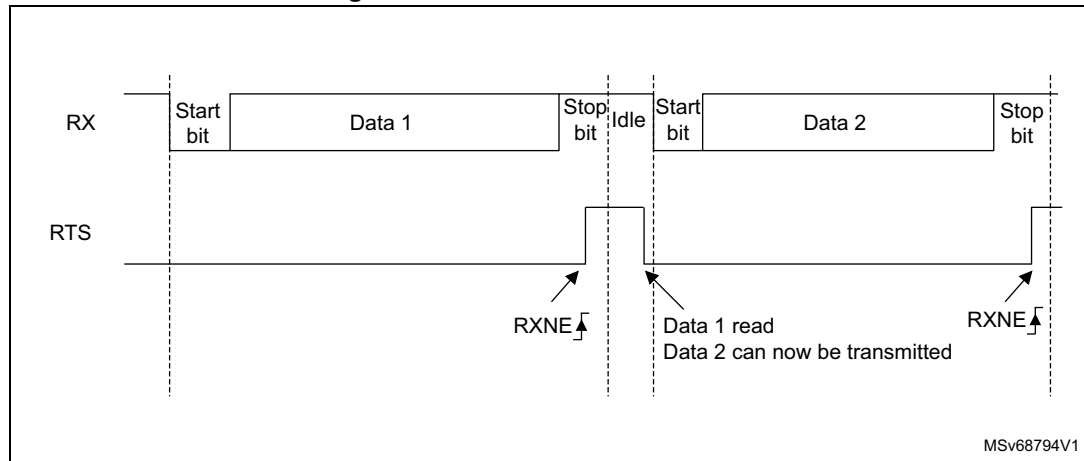 RX
Start
bit
Data 1
Stop
bit
Idle
Start
bit
Data 2
Stop
bit
RTS
RXNE
Data 1 read
Data 2 can now be transmitted
RXNE
MSv68794V1